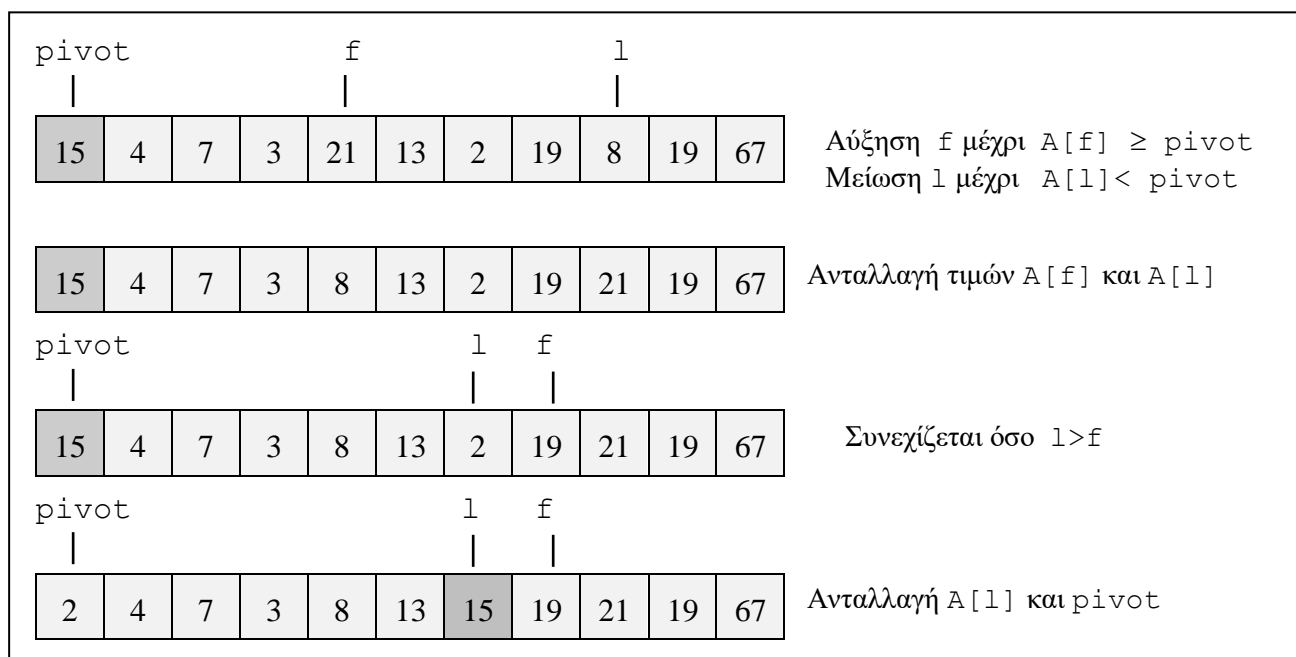 pivot f l
15 4 7 3 21 13 2 19 8 19 67
Αύξηση f μέχρι A[f] ≥ pivot
Μείωση l μέχρι A[l]< pivot
15 4 7 3 8 13 2 19 21 19 67
Ανταλλαγή τιμών A[f] και A[l]
pivot l f
15 4 7 3 8 13 2 19 21 19 67
Συνεχίζεται όσο l>f
pivot l f
2 4 7 3 8 13 15 19 21 19 67
Ανταλλαγή A[l] και pivot